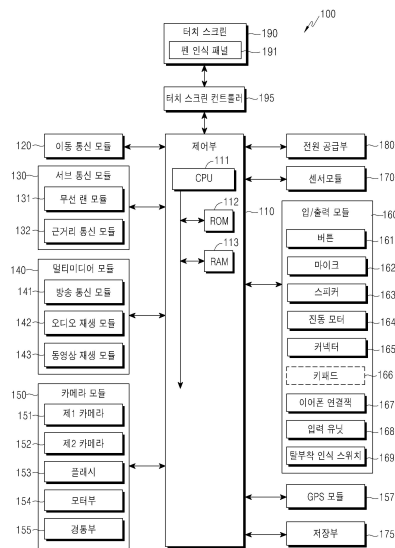 100
터치 스크린
190
펜 인식 패널
191
터치 스크린 컨트롤러
195
120
이동 통신 모듈
130
서브 통신 모듈
131
무선 랜 모듈
132
근거리 통신 모듈
140
멀티미디어 모듈
141
방송 통신 모듈
142
오디오 재생 모듈
143
동영상 재생 모듈
150
카메라 모듈
151
제1 카메라
152
제2 카메라
153
플래시
154
모터부
155
경통부
제어부
111
CPU
110
112
ROM
113
RAM
전원 공급부
180
센서모듈
170
입/출력 모듈
160
버튼
161
마이크
162
스피커
163
진동 모터
164
커넥터
165
키패드
166
이어폰 연결잭
167
입력 유닛
168
탈부착 인식 스위치
169
GPS 모듈
157
저장부
175